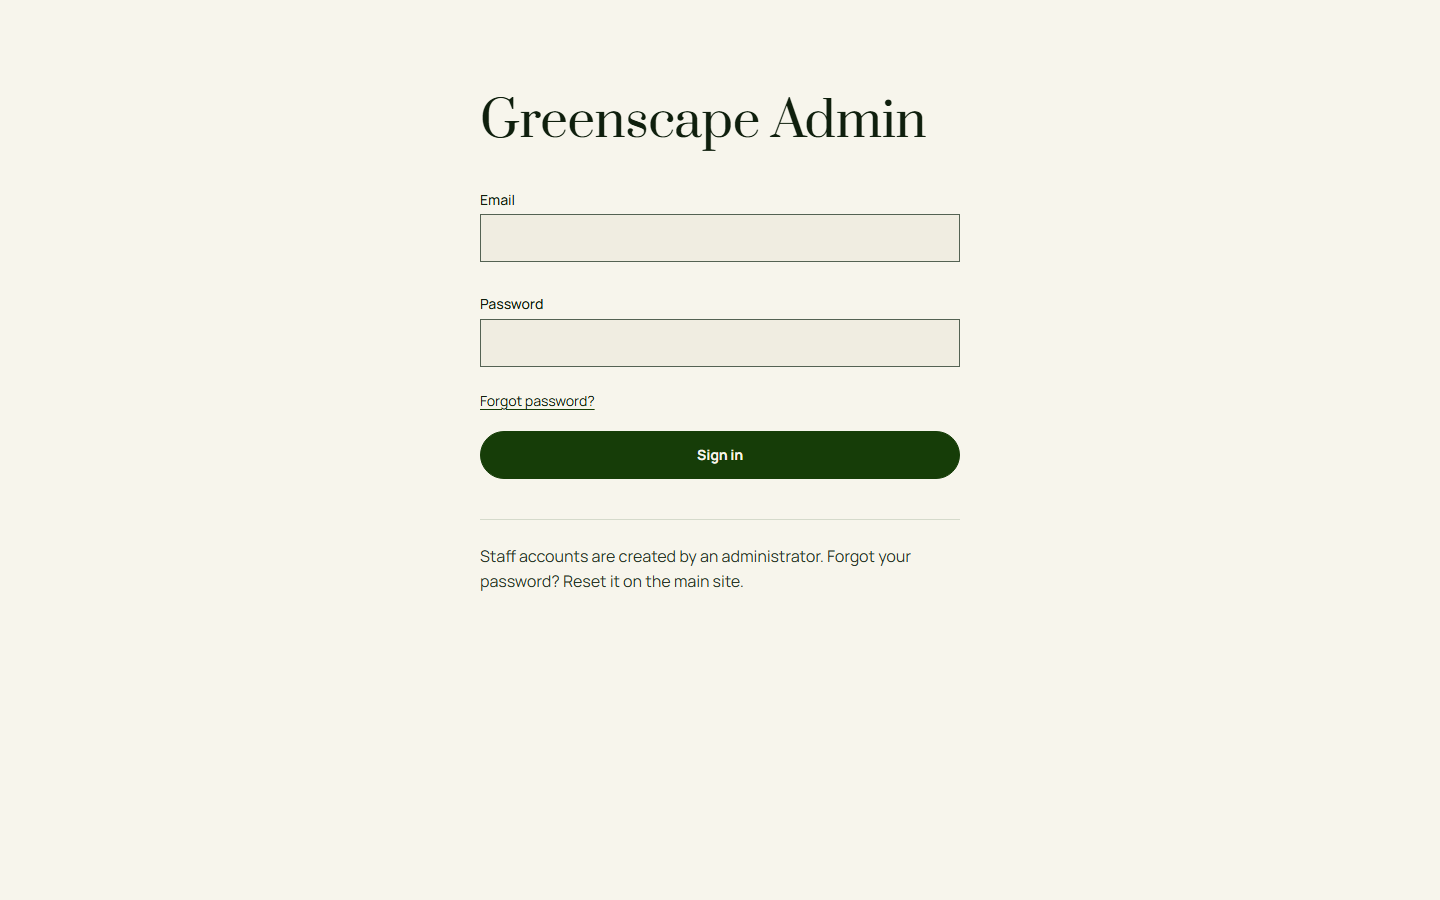 Greenscape Admin
Email
Password
Forgot password?
Sign in
Staff accounts are created by an administrator. Forgot your
password? Reset it on the main site.